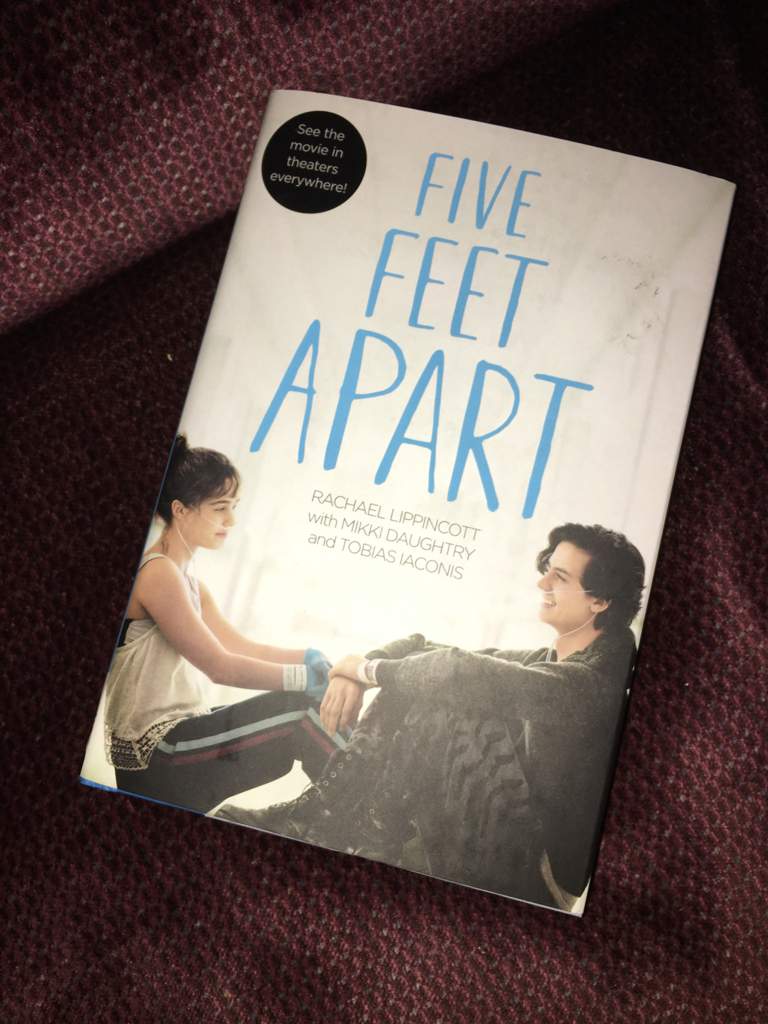 See the
movie in
theaters
everywhere!
FIVE
FEET
APART
RACHAEL LIPPINCOTT
with MIKKI DAUGHTRY
and TOBIAS IACONIS